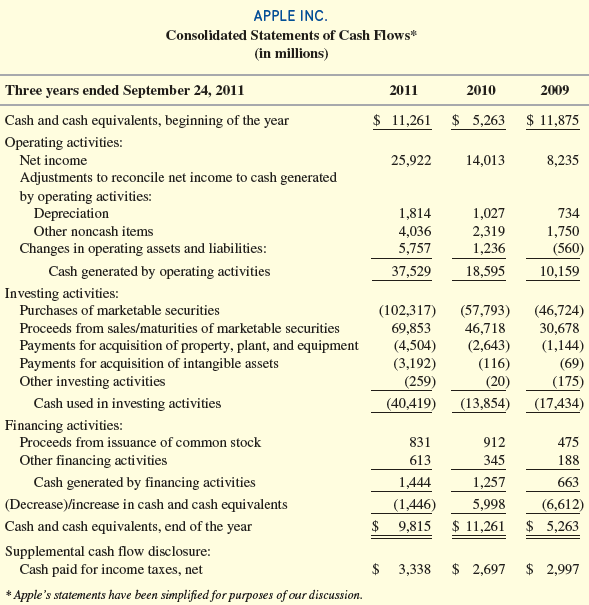 APPLE INC.
Consolidated Statements of Cash Flows*
(in millions)
Three years ended September 24, 2011 2011 2010 2009
Cash and cash equivalents, beginning of the year $ 11,261 $ 5,263 $ 11,875
Operating activities:
Net income 25,922 14,013 8,235
Adjustments to reconcile net income to cash generated
by operating activities:
Depreciation 1,814 1,027 734
Other noncash items 4,036 2,319 1,750
Changes in operating assets and liabilities: 5,757 1,236 (560)
Cash generated by operating activities 37,529 18,595 10,159
Investing activities:
Purchases of marketable securities (102,317) (57,793) (46,724)
Proceeds from sales/maturities of marketable securities 69,853 46,718 30,678
Payments for acquisition of property, plant, and equipment (4,504) (2,643) (1,144)
Payments for acquisition of intangible assets (3,192) (116) (69)
Other investing activities (259) (20) (175)
Cash used in investing activities (40,419) (13,854) (17,434)
Financing activities:
Proceeds from issuance of common stock 831 912 475
Other financing activities 613 345 188
Cash generated by financing activities 1,444 1,257 663
(Decrease)/increase in cash and cash equivalents (1,446) 5,998 (6,612)
Cash and cash equivalents, end of the year $ 9,815 $ 11,261 $ 5,263
Supplemental cash flow disclosure:
Cash paid for income taxes, net $ 3,338 $ 2,697 $ 2,997
* Apple's statements have been simplified for purposes of our discussion.